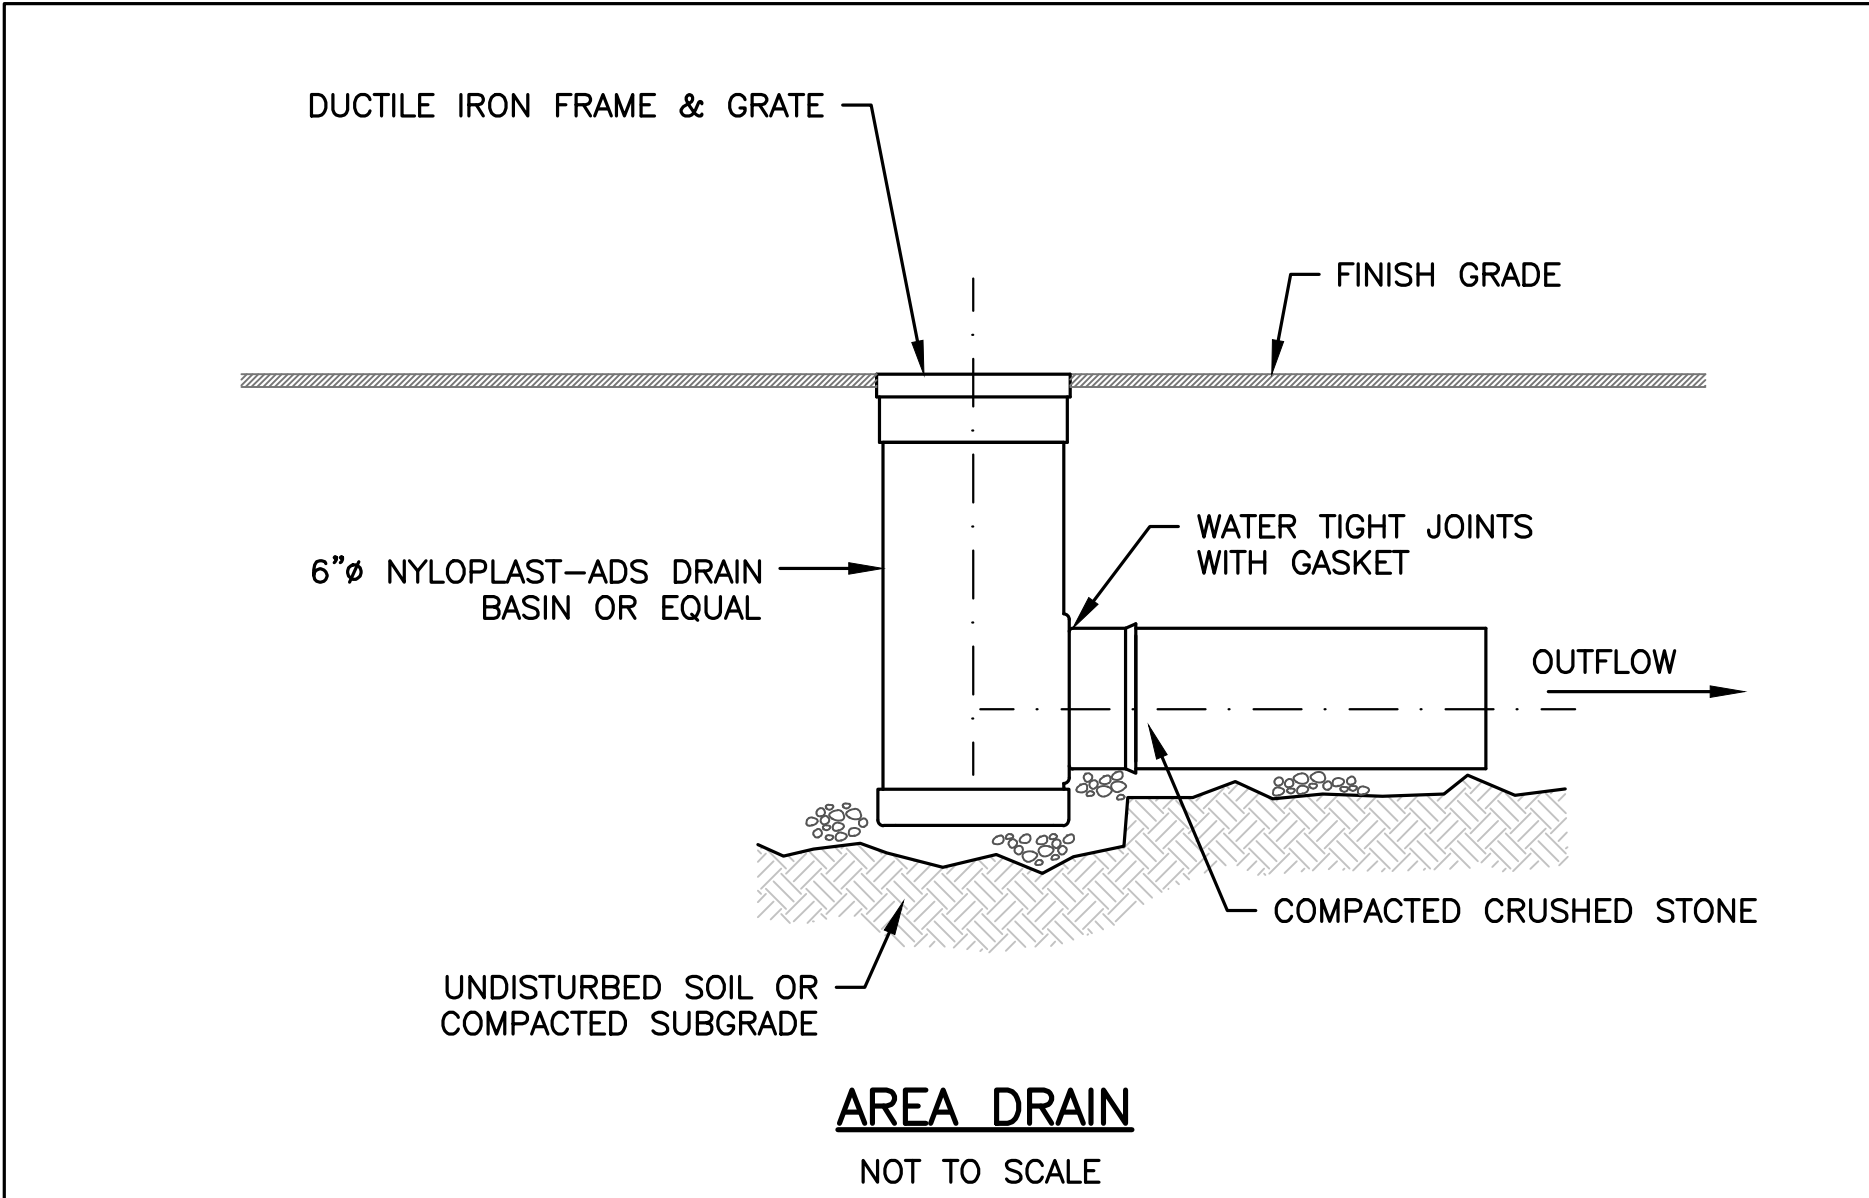 DUCTILE IRON FRAME & GRATE
FINISH GRADE
WATER TIGHT JOINTS
WITH GASKET
6"ø NYLOPLAST-ADS DRAIN
BASIN OR EQUAL
OUTFLOW
COMPACTED CRUSHED STONE
UNDISTURBED SOIL OR
COMPACTED SUBGRADE
AREA DRAIN
NOT TO SCALE